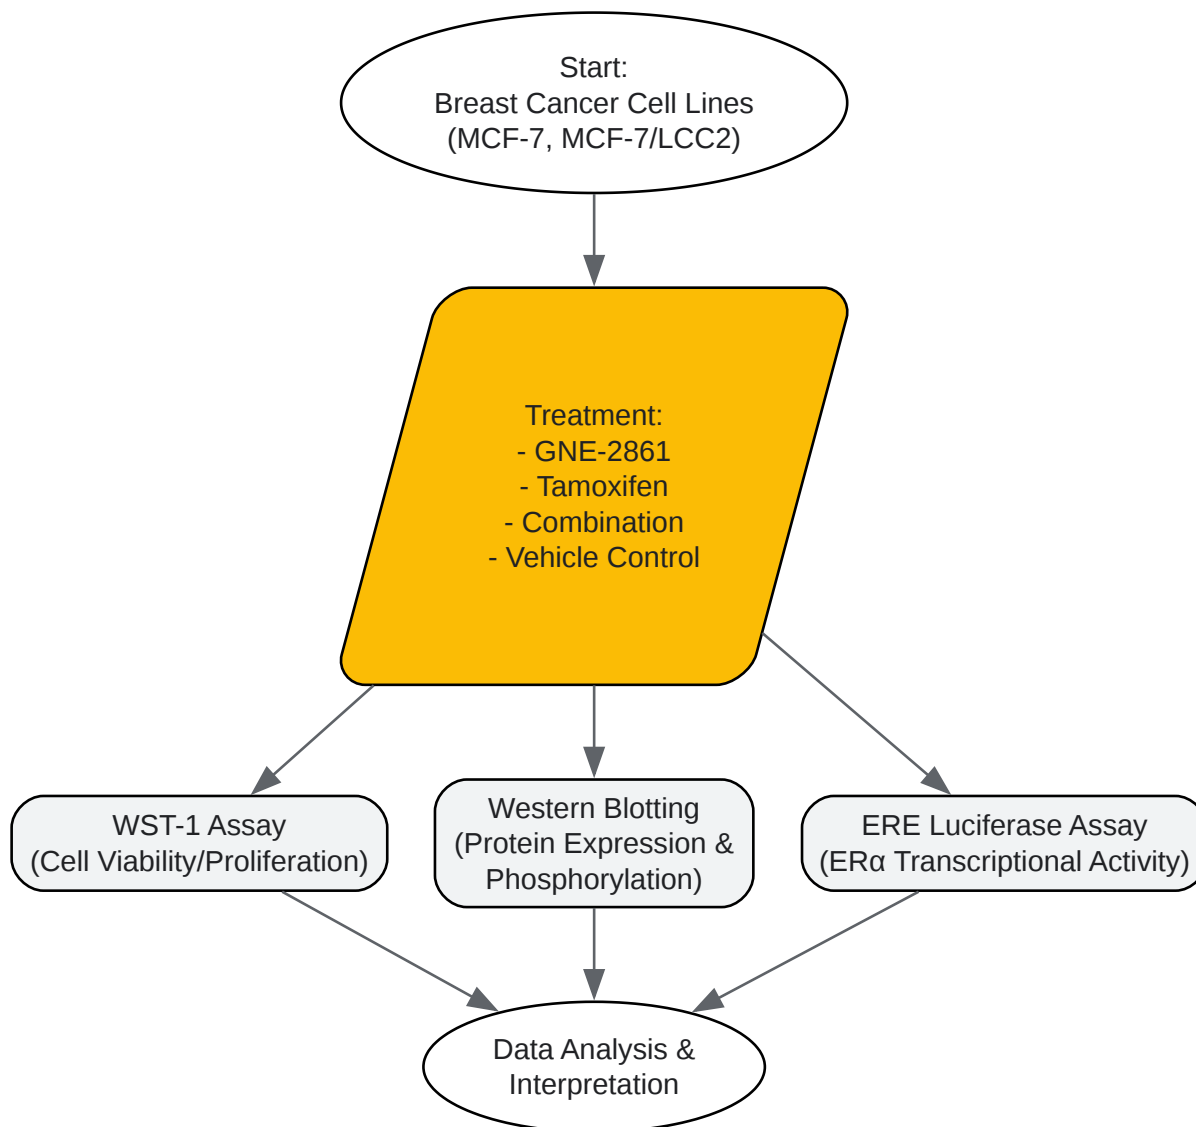 Start:
Breast Cancer Cell Lines
(MCF-7, MCF-7/LCC2)
Treatment:
- GNE-2861
- Tamoxifen
- Combination
- Vehicle Control
WST-1 Assay
(Cell Viability/Proliferation)
Western Blotting
(Protein Expression &
Phosphorylation)
ERE Luciferase Assay
(ERα Transcriptional Activity)
Data Analysis &
Interpretation